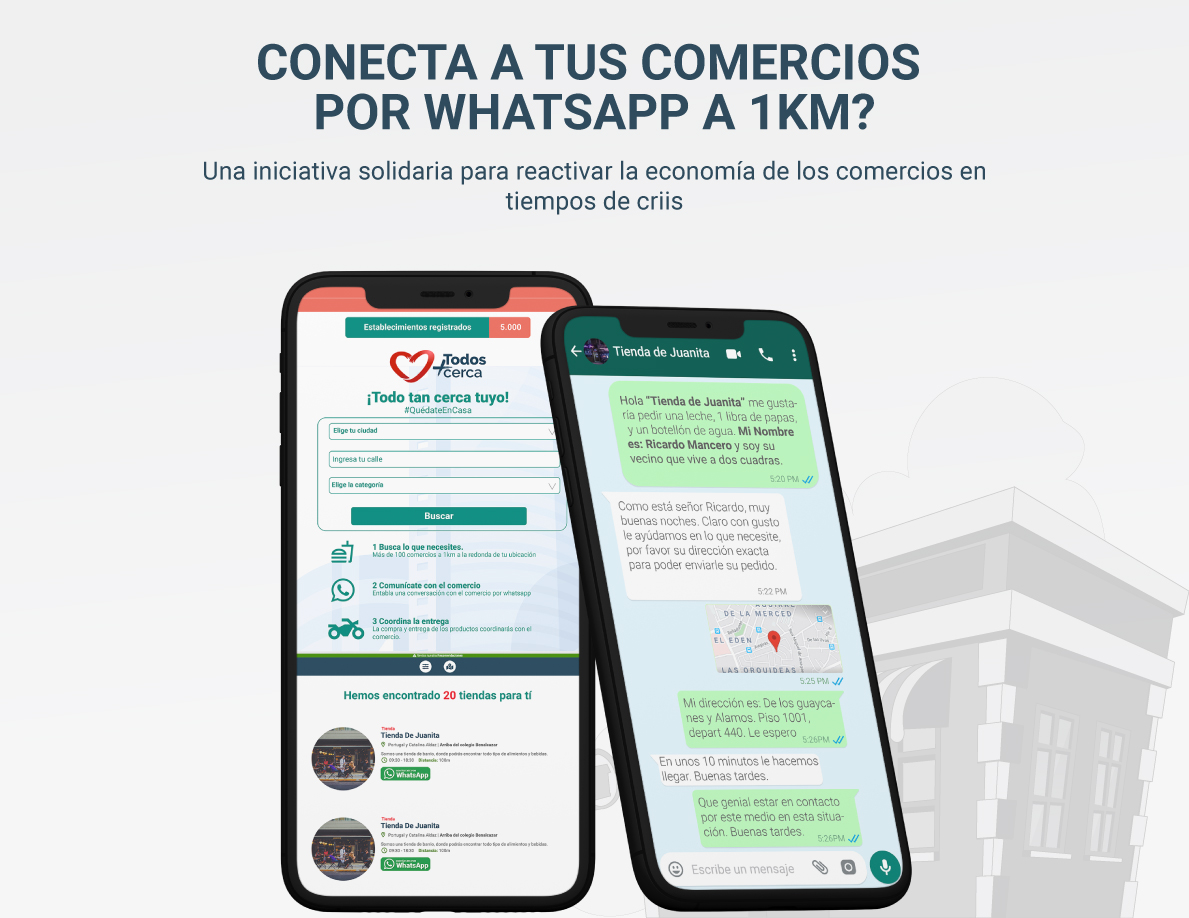 CONECTA A TUS COMERCIOS
POR WHATSAPP A 1KM?
Una iniciativa solidaria para reactivar la economía de los comercios en
tiempos de criis
Establecimientos registrados 5.000
+Todos
cerca
¡Todo tan cerca tuyo!
#QuédateEnCasa
Elige tu ciudad
Ingresa tu calle
Elige la categoría
Buscar
1 Busca lo que necesites.
Más de 100 comercios a 1km a la redonda de tu ubicación
2 Comunícate con el comercio
Entabla una conversación con el comercio por whatsapp
3 Coordina la entrega
La compra y entrega de los productos coordinarás con el
comercio.
Hemos encontrado 20 tiendas para tí
Tienda
Tienda De Juanita
Portugal y Catalina Aldaz | Arriba del colegio Benalcazar
Somos una tienda de barrio, donde podrás encontrar todo tipo de alimientos y bebidas.
09:30 - 18:30 Distancia: 100m
WhatsApp
Tienda
Tienda De Juanita
Portugal y Catalina Aldaz | Arriba del colegio Benalcazar
Somos una tienda de barrio, donde podrás encontrar todo tipo de alimientos y bebidas.
09:30 - 18:30 Distancia: 100m
WhatsApp
Tienda de Juanita
Hola "Tienda de Juanita" me gusta-
ría pedir una leche, 1 libra de papas,
y un botellón de agua. Mi Nombre
es: Ricardo Mancero y soy su
vecino que vive a dos cuadras.
5:20 PM
Como está señor Ricardo, muy
buenas noches. Claro con gusto
le ayúdamos en lo que necesite,
por favor su dirección exacta
para poder enviarle su pedido.
5:22 PM
DE LA MERCED
EL EDEN
LAS ORQUIDEAS
5:25 PM
Mi dirección es: De los guayca-
nes y Alamos. Piso 1001,
depart 440. Le espero
5:26PM
En unos 10 minutos le hacemos
llegar. Buenas tardes.
Que genial estar en contacto
por este medio en esta situa-
ción. Buenas tardes.
5:26PM
Escribe un mensaje